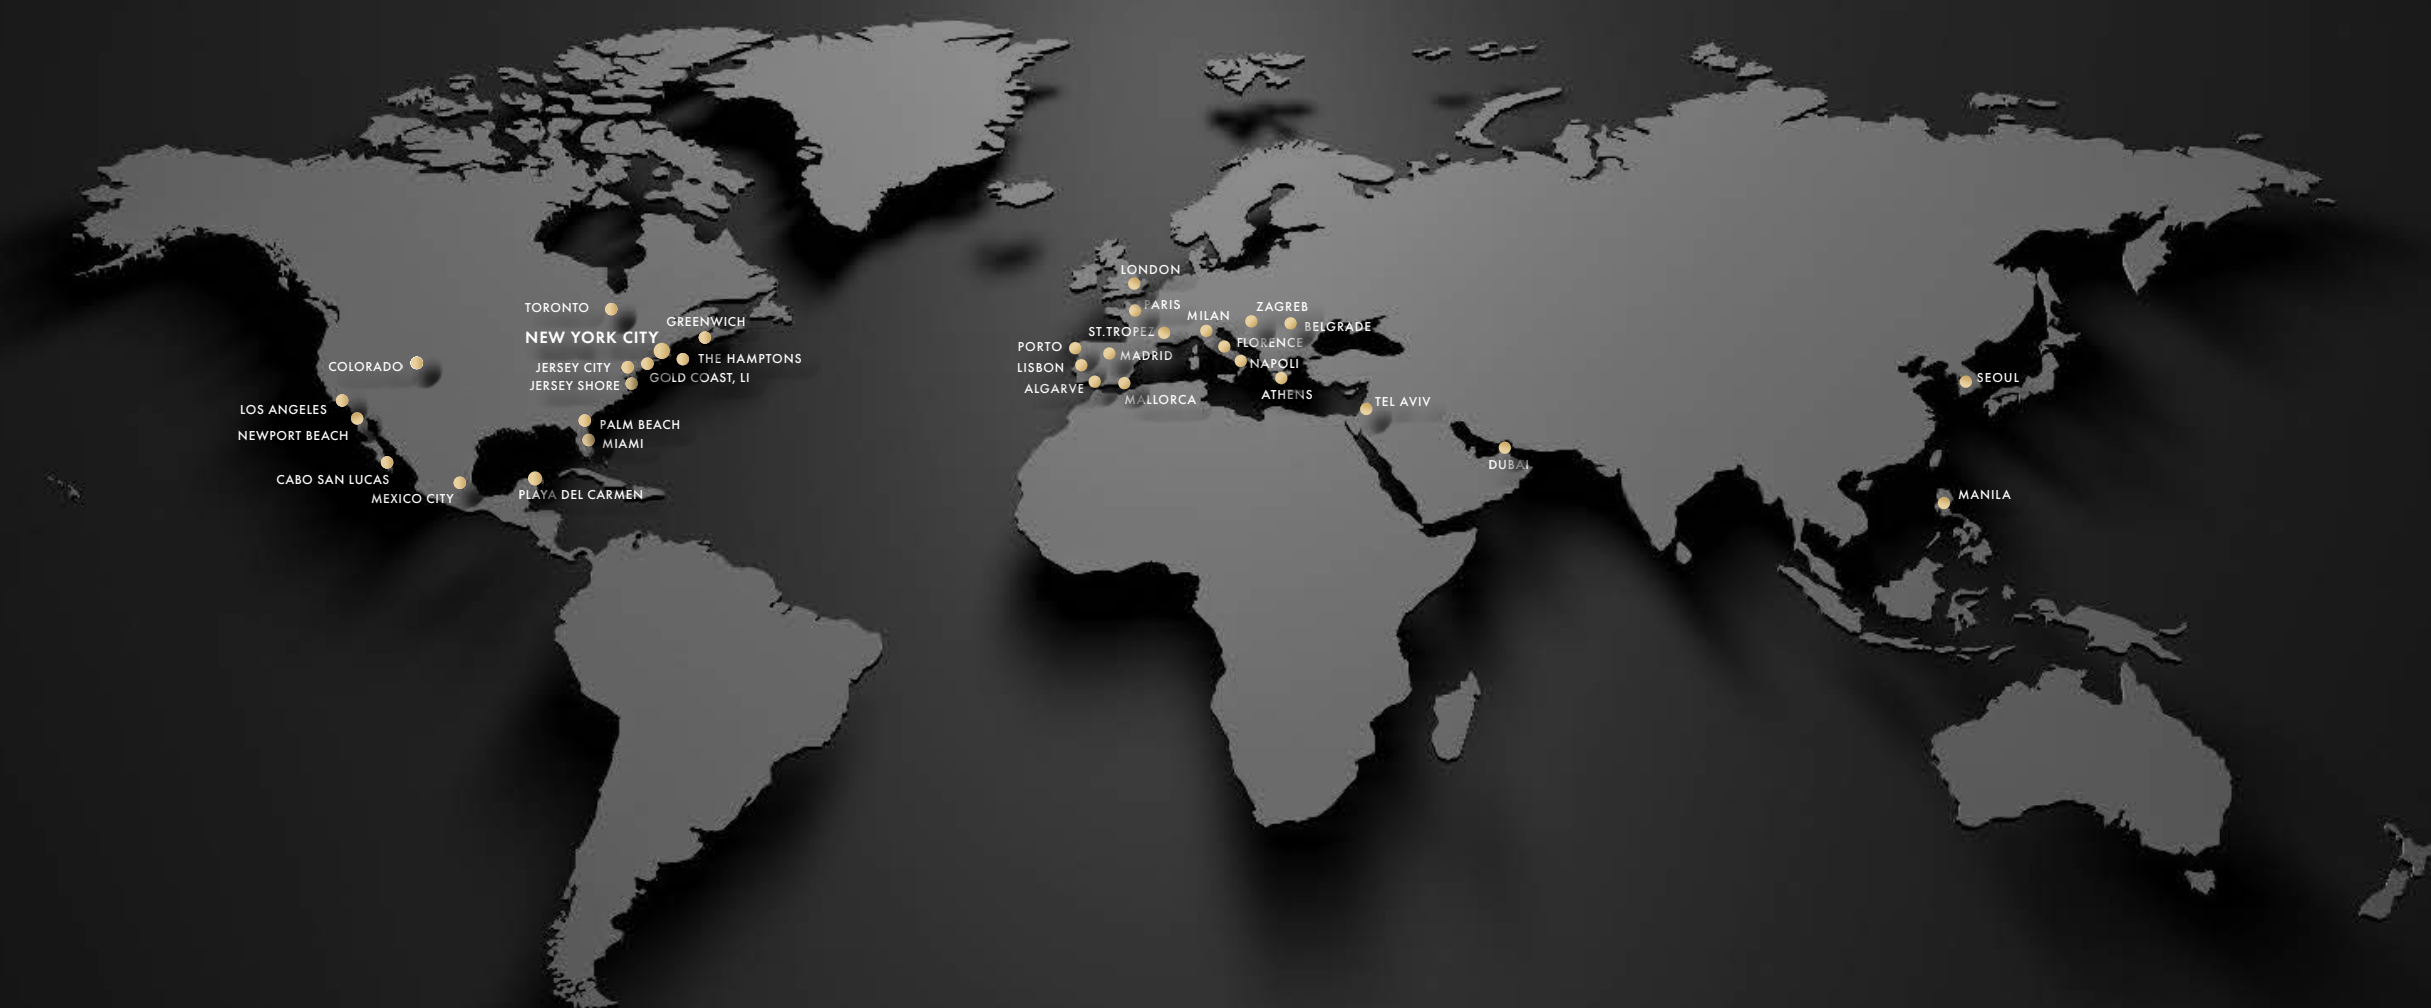 LONDON
PARIS
TORONTO
ZAGREB
MILAN
GREENWICH
BELGRADE
ST.TROPEZ
NEW YORK CITY
FLORENCE
PORTO
MADRID
THE HAMPTONS
NAPOLI
COLORADO
JERSEY CITY
LISBON
GOLD COAST, LI
SEOUL
JERSEY SHORE
ALGARVE
ATHENS
MALLORCA
TEL AVIV
LOS ANGELES
PALM BEACH
NEWPORT BEACH
MIAMI
DUBAI
CABO SAN LUCAS
PLAYA DEL CARMEN
MANILA
MEXICO CITY